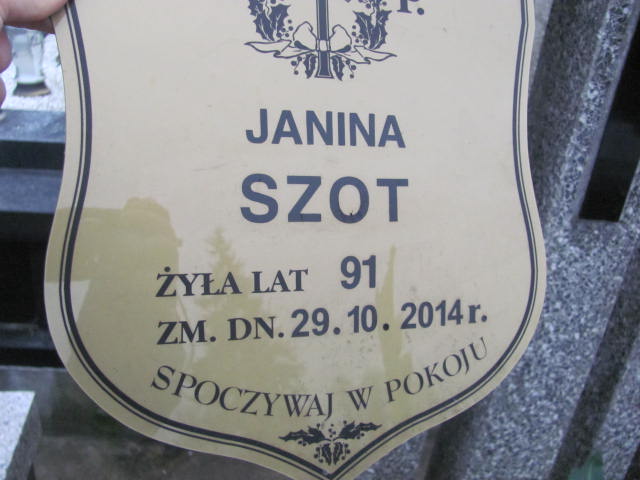 P.
JANINA
SZOT
ŻYŁA LAT 91
ZM. DN. 29.10.2014 r.
SPOCZYWAJ W POKOJU